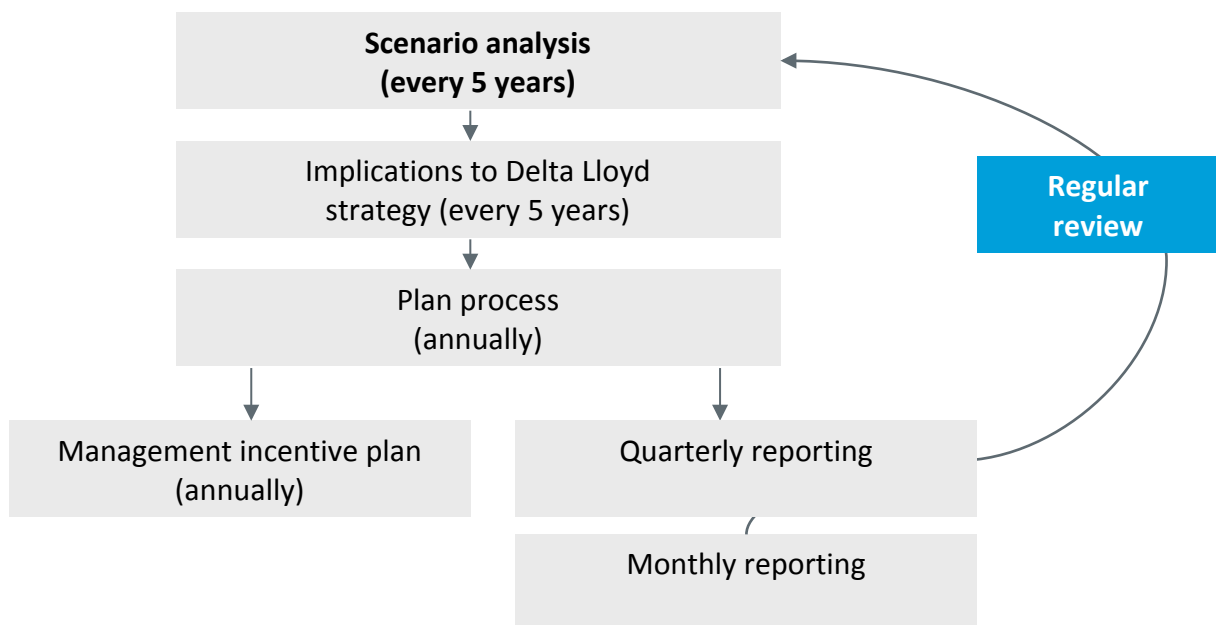 Scenario analysis
(every 5 years)
Implications to Delta Lloyd
strategy (every 5 years)
Regular
review
Plan process
(annually)
Management incentive plan
(annually)
Quarterly reporting
Monthly reporting